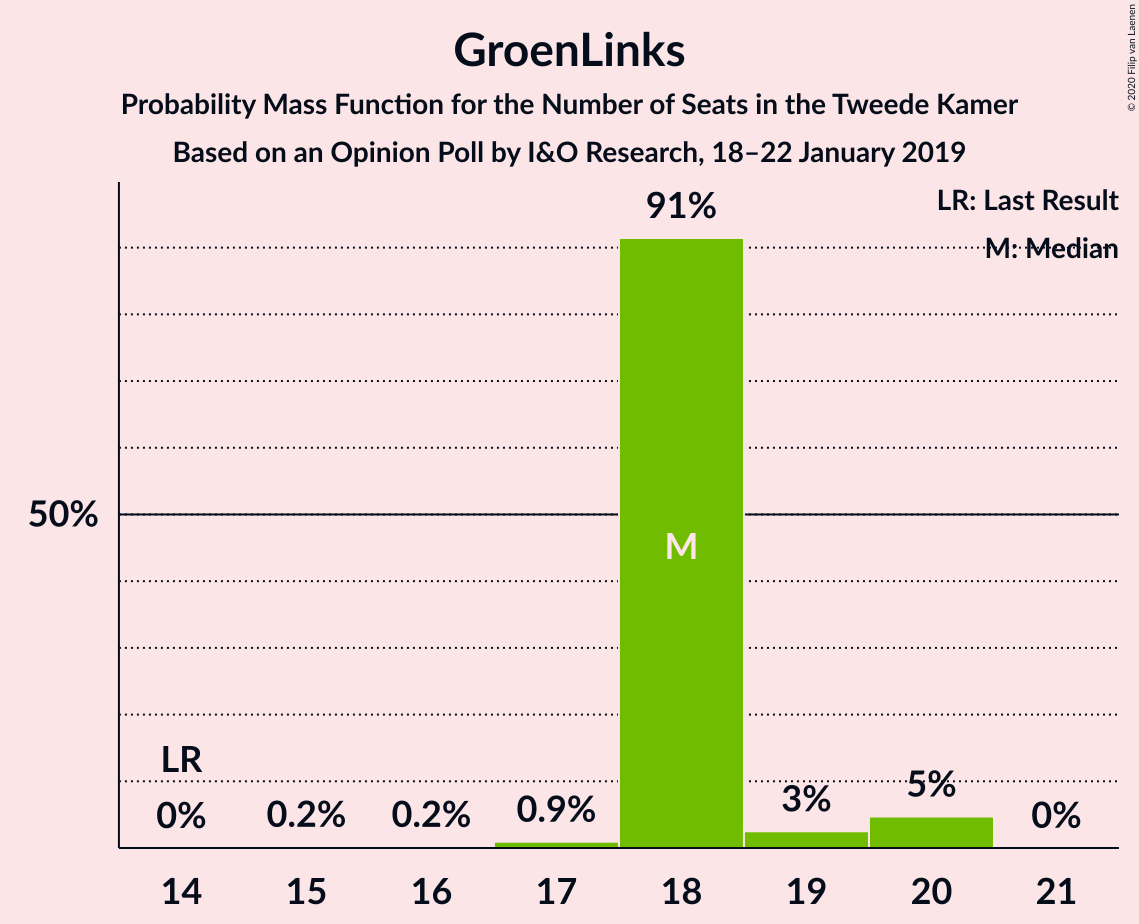 GroenLinks
Probability Mass Function for the Number of Seats in the Tweede Kamer
Based on an Opinion Poll by I&O Research, 18–22 January 2019
© 2020 Filip van Laenen
LR: Last Result
M: Median
91%
50%
M
LR
0%
0.2%
0.2%
0.9%
3%
5%
0%
14 15 16 17 18 19 20 21